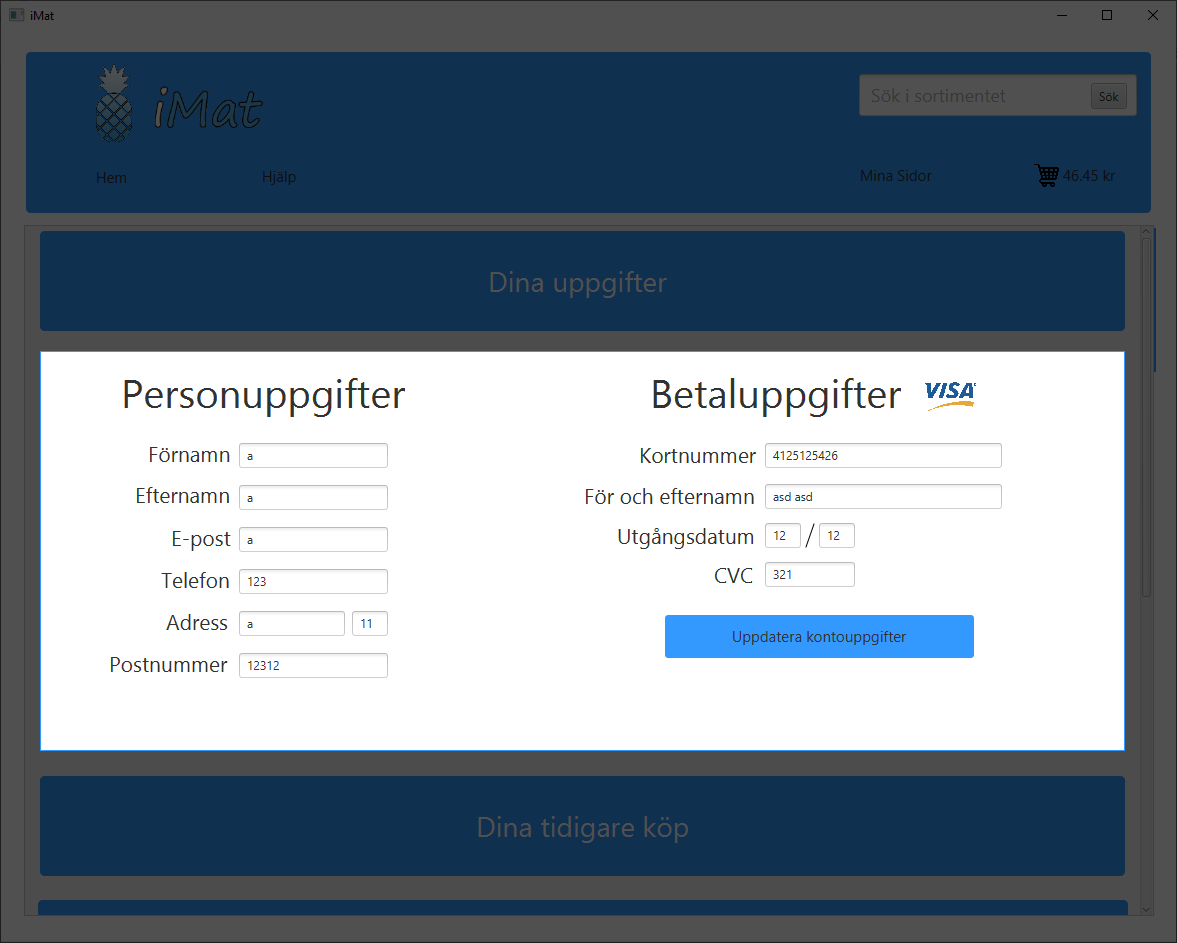 iMat
iMat
Sök i sortimentet Sök
Hem Hjälp Mina Sidor 46.45 kr
Dina uppgifter
Personuppgifter Betaluppgifter VISA
Förnamn a Kortnummer 4125125426
Efternamn a För och efternamn asd asd
E-post a Utgångsdatum 12 / 12
Telefon 123 CVC 321
Adress a 11
Uppdatera kontouppgifter
Postnummer 12312
Dina tidigare köp